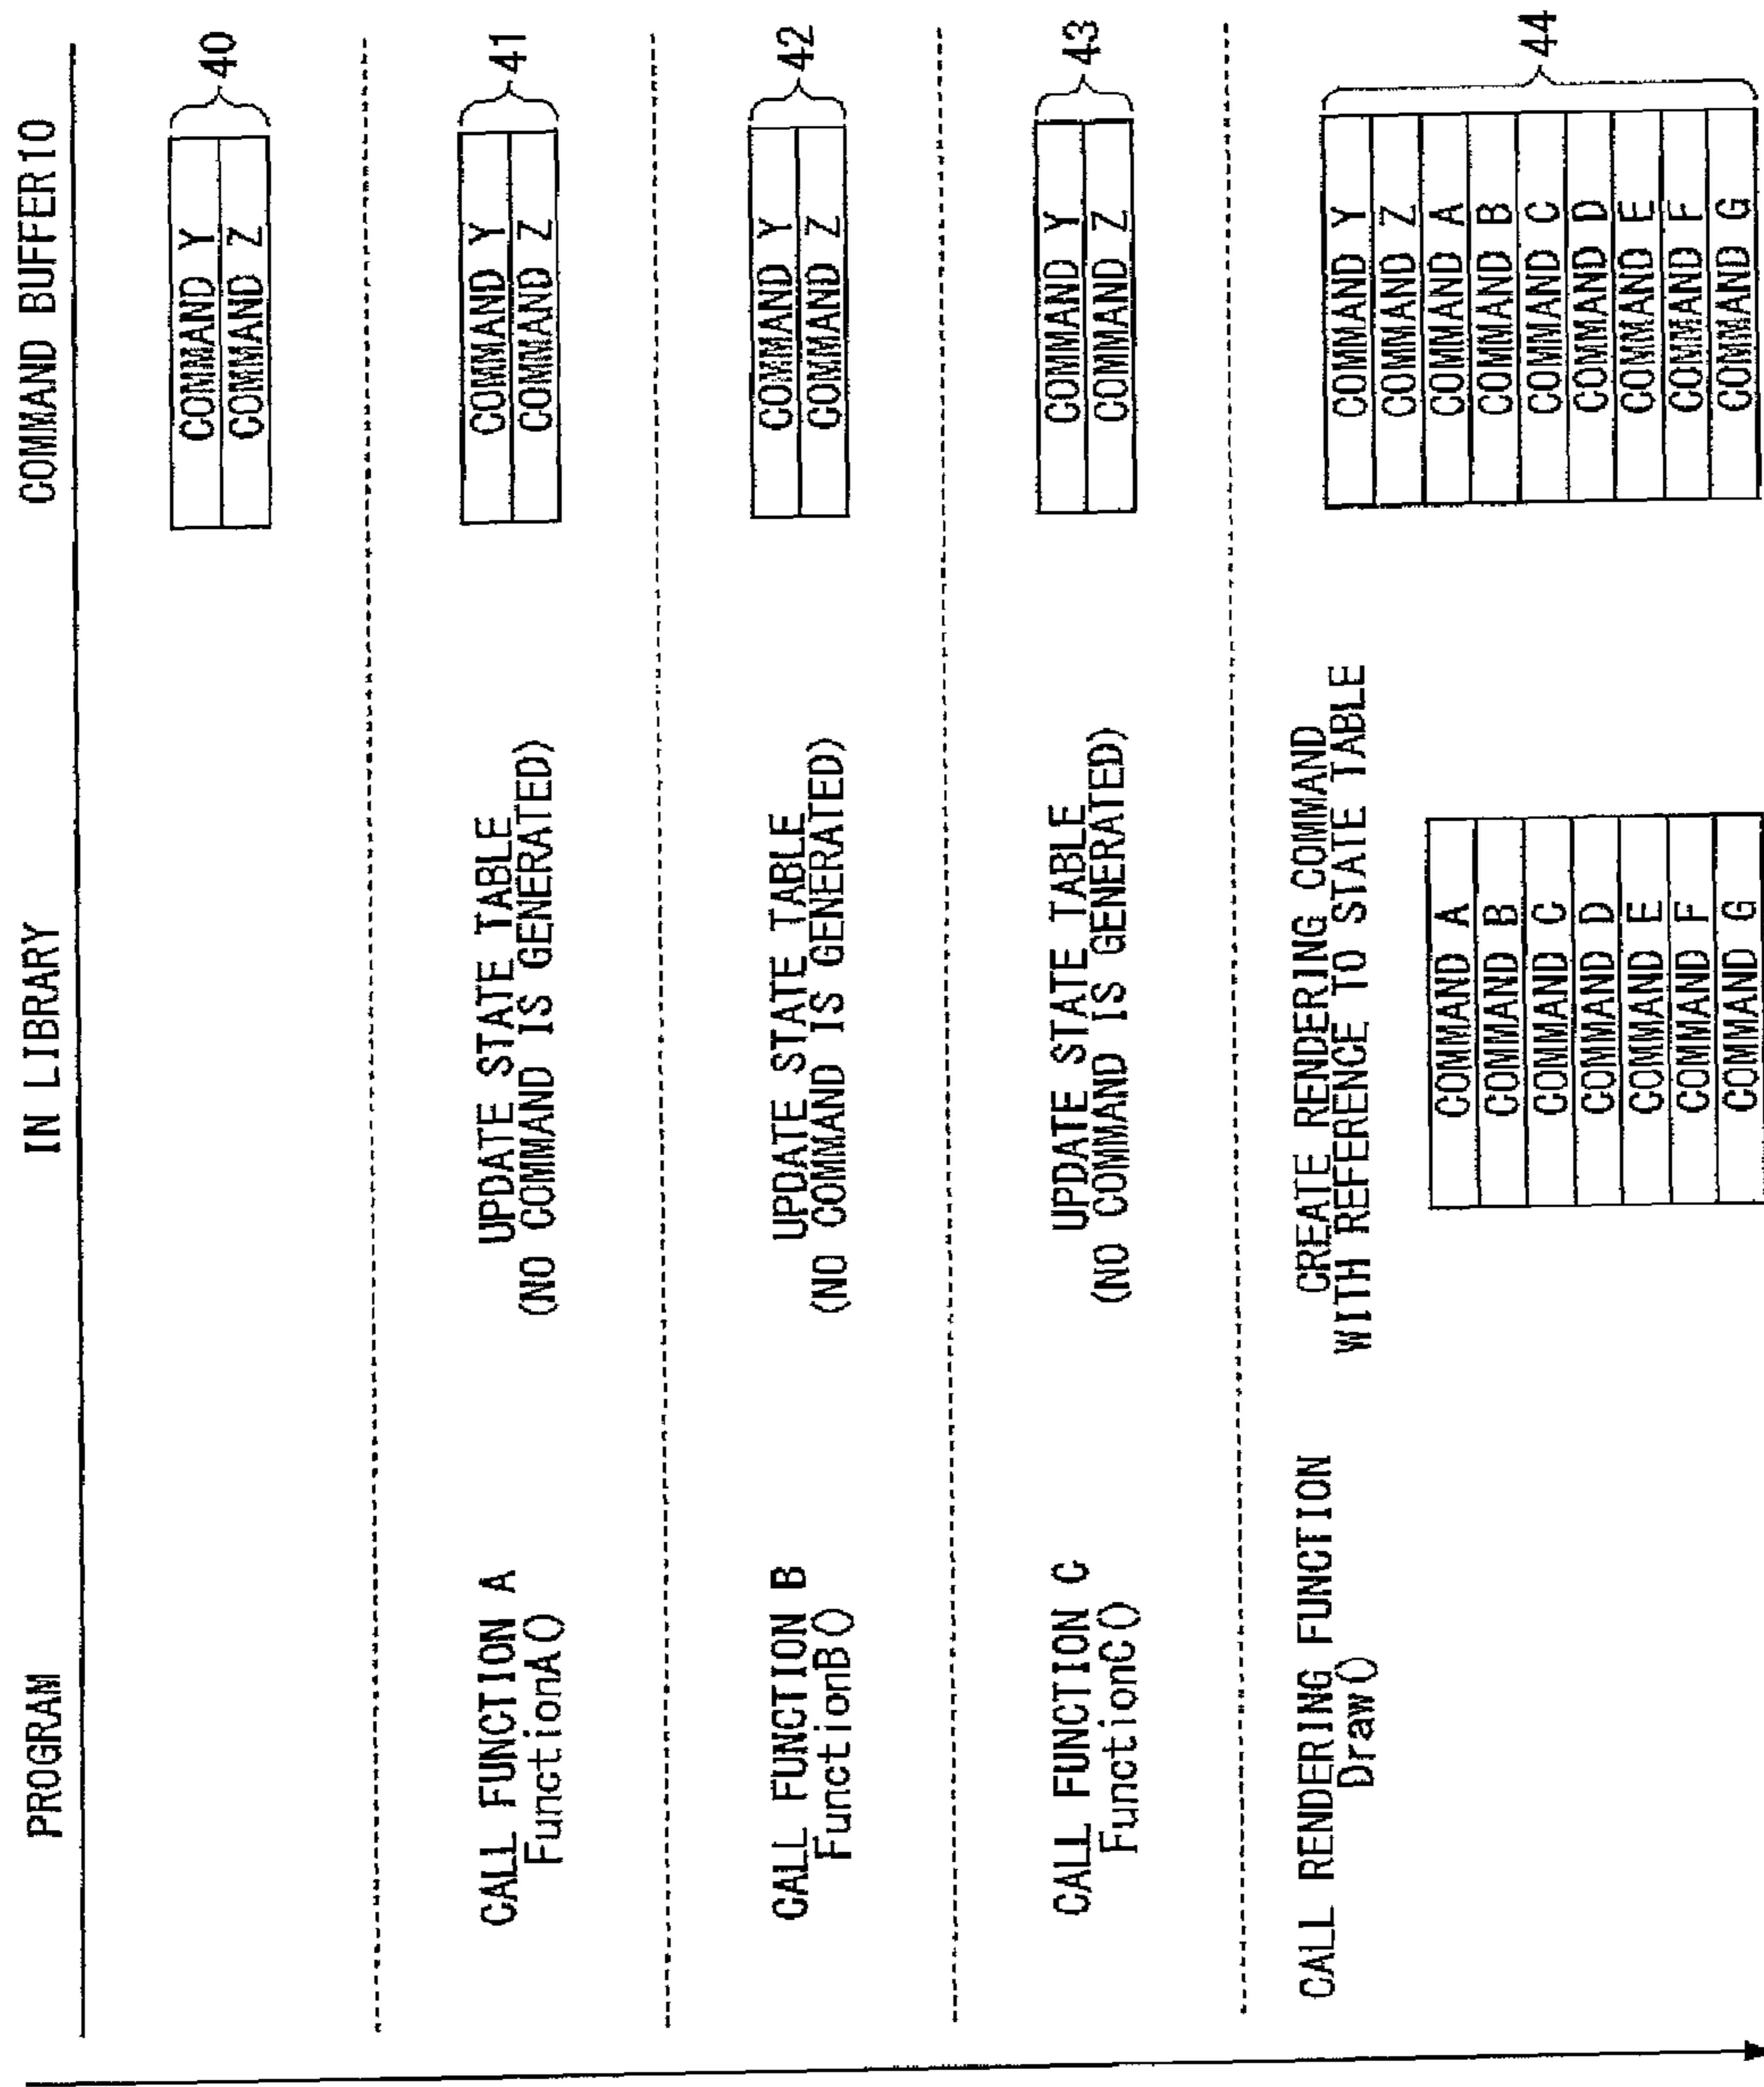 PROGRAM
IN LIBRARY
COMMAND BUFFER10
COMMAND Y
COMMAND Z
40
CALL FUNCTION A
FunctionA()
UPDATE STATE TABLE
(NO COMMAND IS GENERATED)
COMMAND Y
COMMAND Z
41
CALL FUNCTION B
FunctionB()
UPDATE STATE TABLE
(NO COMMAND IS GENERATED)
COMMAND Y
COMMAND Z
42
CALL FUNCTION C
FunctionC()
UPDATE STATE TABLE
(NO COMMAND IS GENERATED)
COMMAND Y
COMMAND Z
43
CALL RENDERING FUNCTION
Draw()
CREATE RENDERING COMMAND
WITH REFERENCE TO STATE TABLE
COMMAND A
COMMAND B
COMMAND C
COMMAND D
COMMAND E
COMMAND F
COMMAND G
COMMAND Y
COMMAND Z
COMMAND A
COMMAND B
COMMAND C
COMMAND D
COMMAND E
COMMAND F
COMMAND G
44